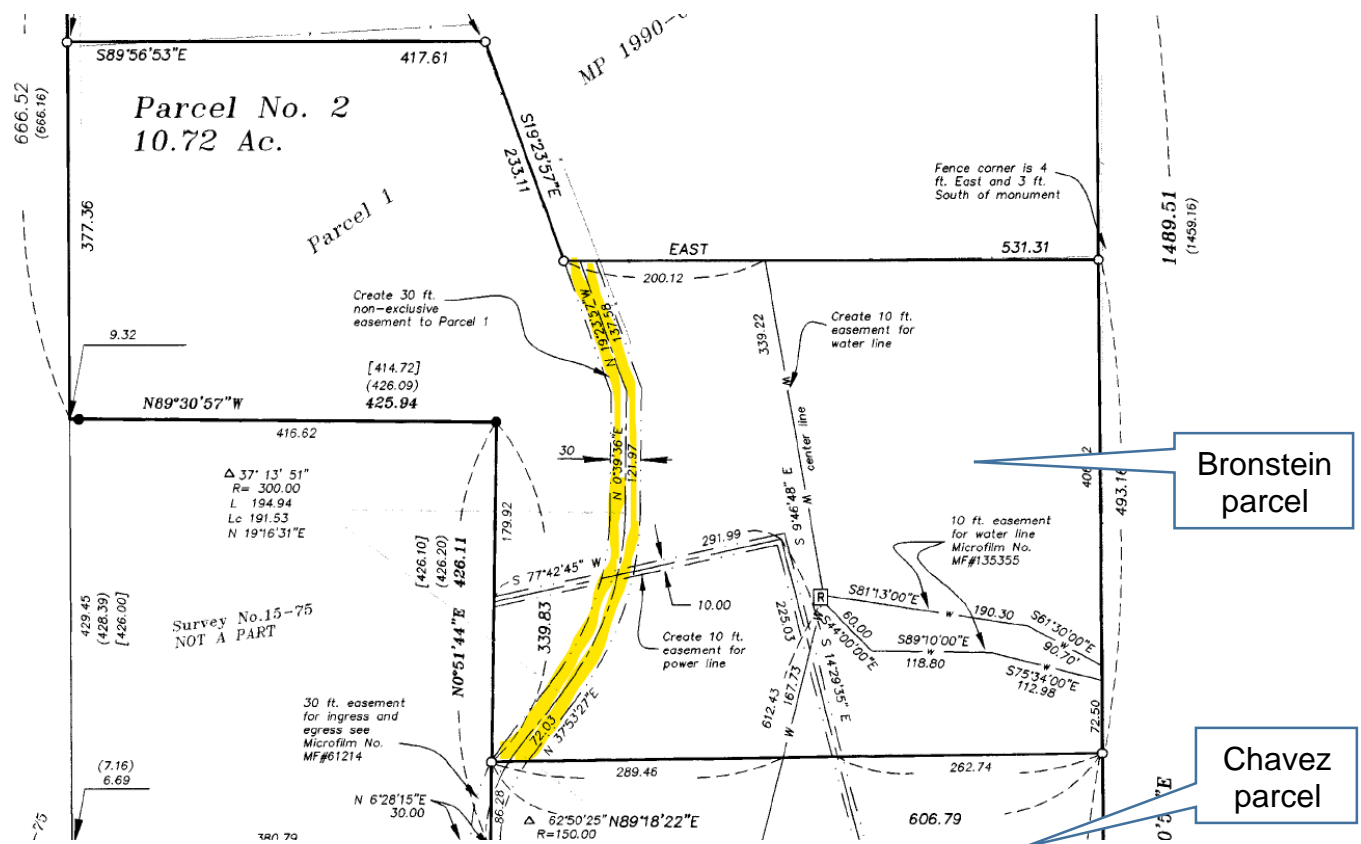 MP 1990-
S89°56'53"E
417.61
666.52
(666.16)
Parcel No. 2
10.72 Ac.
S19°23'57"E
233.11
Parcel 1
377.36
Fence corner is 4
ft. East and 3 ft.
South of monument
1489.51
(1459.16)
EAST
531.31
200.12
Create 30 ft.
non-exclusive
easement to Parcel 1
N 19°23'57"W
137.58
339.22
Create 10 ft.
easement for
water line
9.32
[414.72]
(426.09)
N89°30'57"W
425.94
416.62
W
center line
W
S 9°46'48" E
30
N 0°39'36"E
121.97
Bronstein
parcel
493.16
Δ 37° 13' 51"
R= 300.00
L 194.94
Lc 191.53
N 19°16'31"E
179.92
[426.10]
(426.20)
426.11
N0°51'44"E
10 ft. easement
for water line
Microfilm No.
MF#135355
291.99
S 77°42'45" W
10.00
R
S81°13'00"E
W
190.30
S61°30'00"E
W
90.70'
60.00
S44°00'00"E
S89°10'00"E
W
118.80
S75°34'00"E
W
112.98
429.45
(428.39)
[426.00]
Survey No.15-75
NOT A PART
339.83
Create 10 ft.
easement for
power line
225.03
S 14°29'35" E
167.73
612.43
W
72.50
30 ft. easement
for ingress and
egress see
Microfilm No.
MF#61214
72.03
N 37°53'27"E
289.46
262.74
Chavez
parcel
(7.16)
6.69
N 6°28'15"E
30.00
86.28
Δ 62°50'25"
R=150.00
N89°18'22"E
606.79
-75
380.79